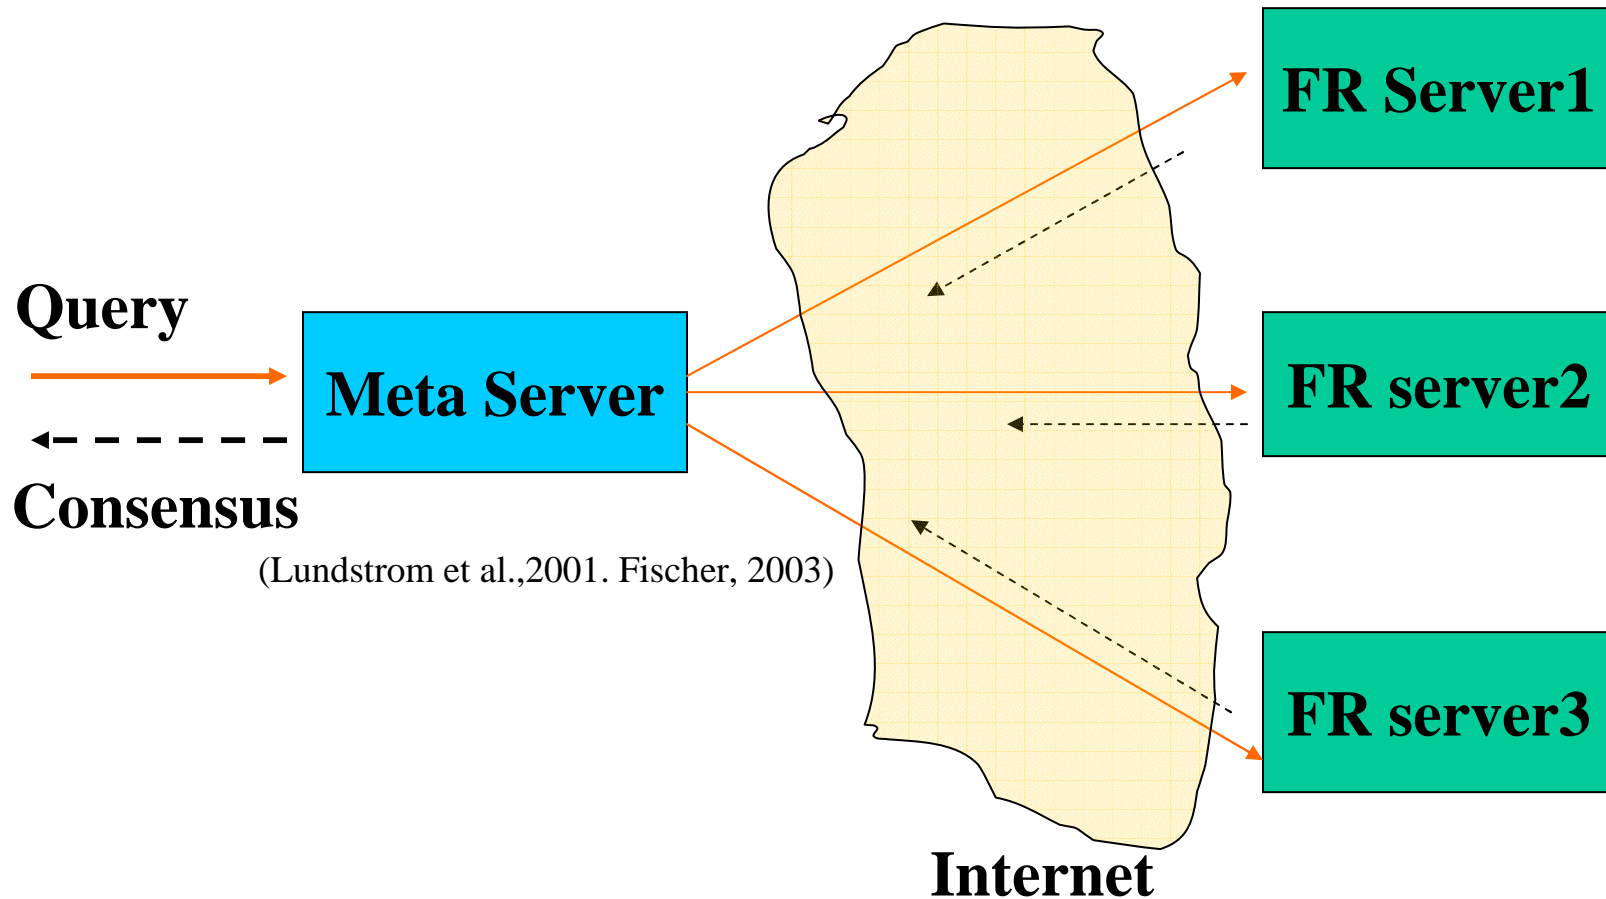 FR Server1
Query
Meta Server
FR server2
Consensus
(Lundstrom et al.,2001. Fischer, 2003)
FR server3
Internet